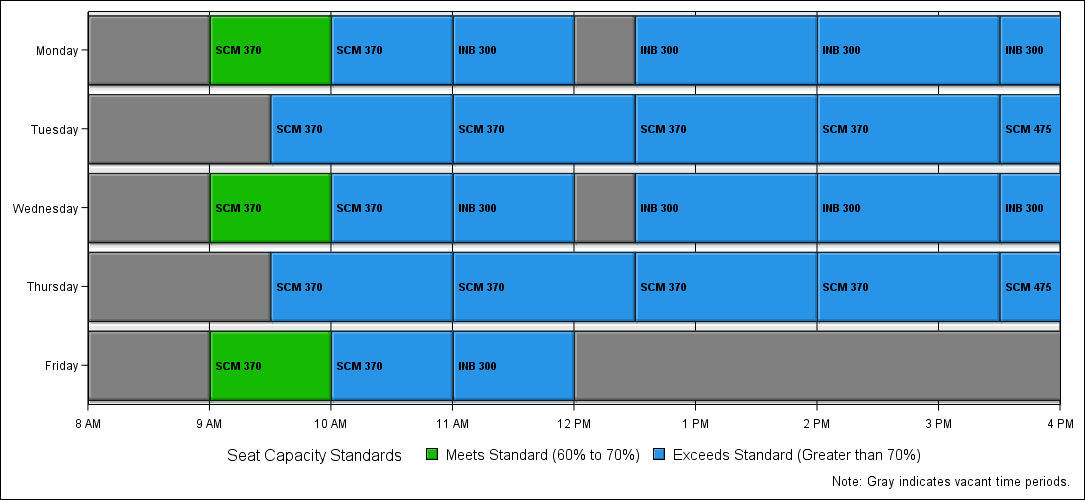 Monday
SCM 370
SCM 370
INB 300
INB 300
INB 300
INB 300
Tuesday
SCM 370
SCM 370
SCM 370
SCM 370
SCM 475
Wednesday
SCM 370
SCM 370
INB 300
INB 300
INB 300
INB 300
Thursday
SCM 370
SCM 370
SCM 370
SCM 370
SCM 475
Friday
SCM 370
SCM 370
INB 300
8 AM 9 AM 10 AM 11 AM 12 PM 1 PM 2 PM 3 PM 4 PM
Seat Capacity Standards Meets Standard (60% to 70%) Exceeds Standard (Greater than 70%)
Note: Gray indicates vacant time periods.